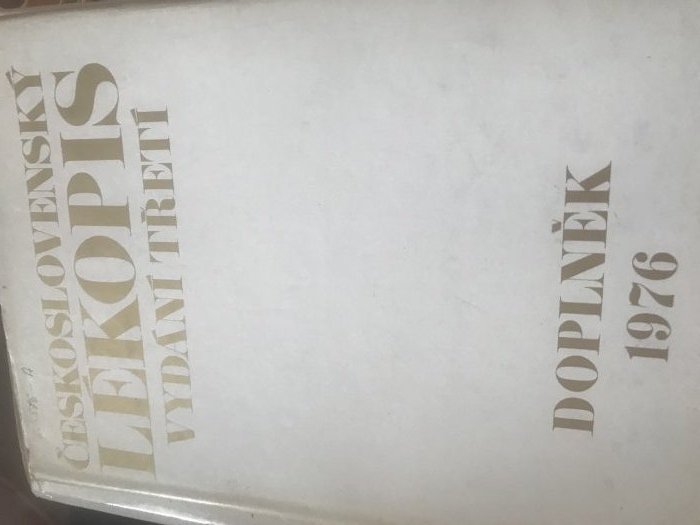 ČESKOSLOVENSKÝ
LÉKOPIS
VYDÁNÍ TŘETÍ
DOPLNĚK
1976